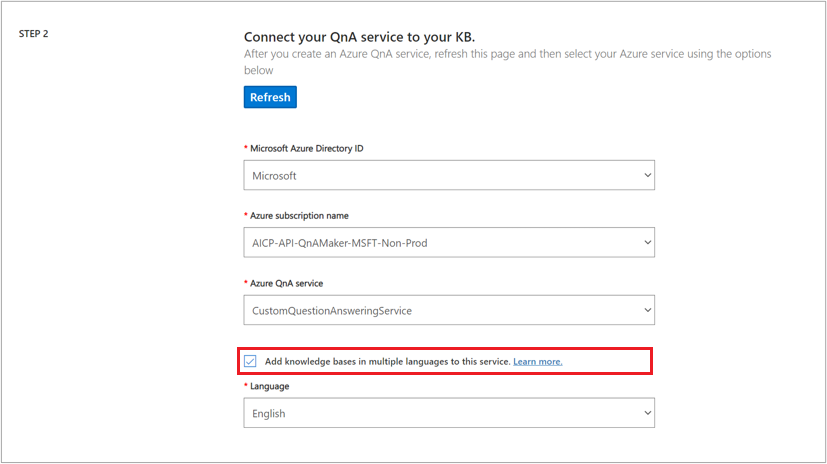 STEP 2
Connect your QnA service to your KB.
After you create an Azure QnA service, refresh this page and then select your Azure service using the options
below
Refresh
* Microsoft Azure Directory ID
Microsoft
* Azure subscription name
AICP-API-QnAMaker-MSFT-Non-Prod
* Azure QnA service
CustomQuestionAnsweringService
Add knowledge bases in multiple languages to this service. Learn more.
* Language
English